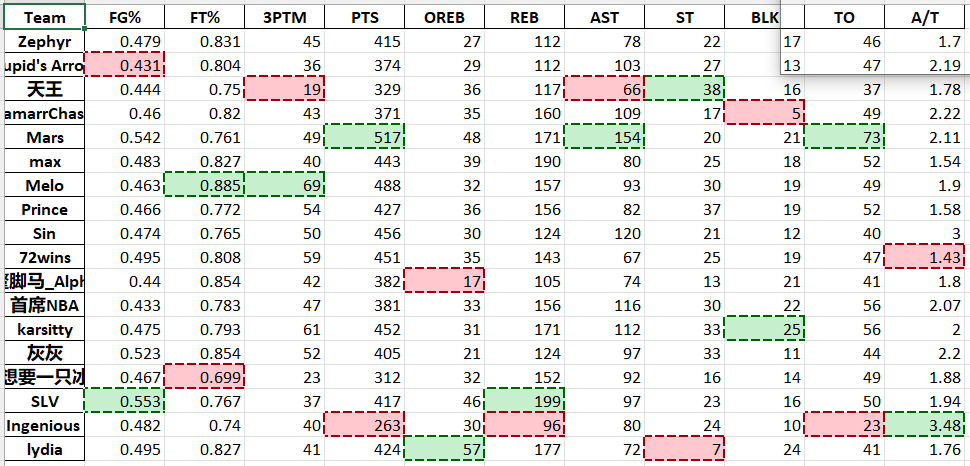 Team FG% FT% 3PTM PTS OREB REB AST ST BLK TO A/T
Zephyr 0.479 0.831 45 415 27 112 78 22 17 46 1.7
upid's Arro 0.431 0.804 36 374 29 112 103 27 13 47 2.19
天王 0.444 0.75 19 329 36 117 66 38 16 37 1.78
amarrChas 0.46 0.82 43 371 35 160 109 17 5 49 2.22
Mars 0.542 0.761 49 517 48 171 154 20 21 73 2.11
max 0.483 0.827 40 443 39 190 80 25 18 52 1.54
Melo 0.463 0.885 69 488 32 157 93 30 19 49 1.9
Prince 0.466 0.772 54 427 36 156 82 37 19 52 1.58
Sin 0.474 0.765 50 456 30 124 120 21 12 40 3
72wins 0.495 0.808 59 451 35 143 67 25 19 47 1.43
脚马_Alph 0.44 0.854 42 382 17 105 74 13 21 41 1.8
首席NBA 0.433 0.783 47 381 33 156 116 30 22 56 2.07
karsitty 0.475 0.793 61 452 31 171 112 33 25 56 2
灰灰 0.523 0.854 52 405 21 124 97 33 11 44 2.2
想要一只冰 0.467 0.699 23 312 32 152 92 16 14 49 1.88
SLV 0.553 0.767 37 417 46 199 97 23 16 50 1.94
Ingenious 0.482 0.74 40 263 30 96 80 24 10 23 3.48
lydia 0.495 0.827 41 424 57 177 72 7 24 41 1.76